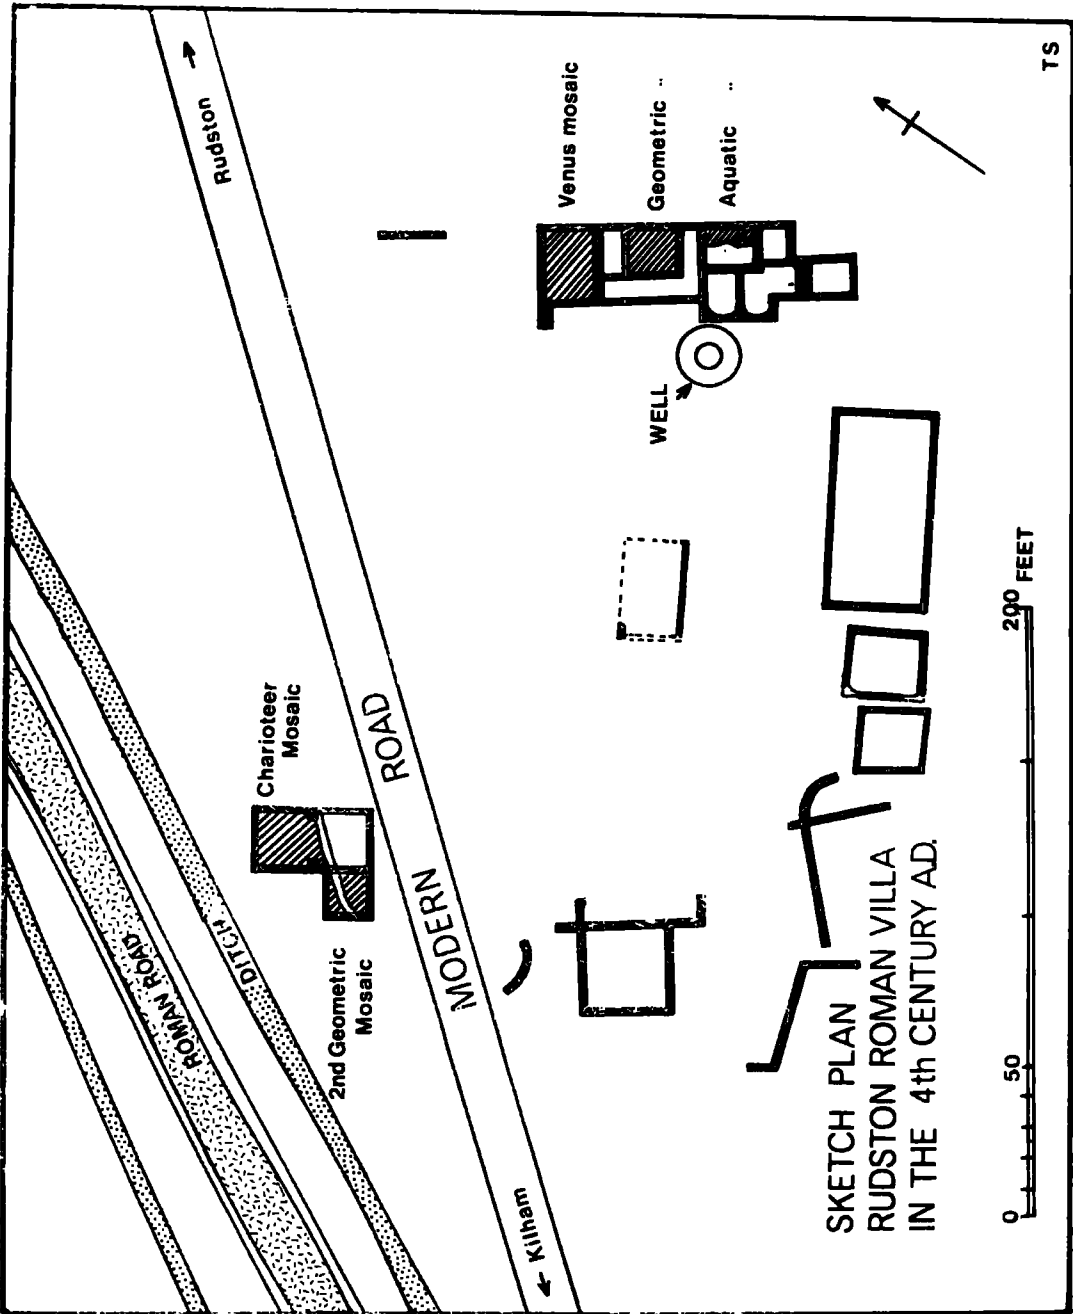 Rudston
Venus mosaic
Geometric ..
Aquatic ..
WELL
Charioteer
Mosaic
2nd Geometric
Mosaic
ROMAN ROAD
DITCH
MODERN ROAD
Kilham
SKETCH PLAN
RUDSTON ROMAN VILLA
IN THE 4th CENTURY AD.
0 50 200 FEET
TS